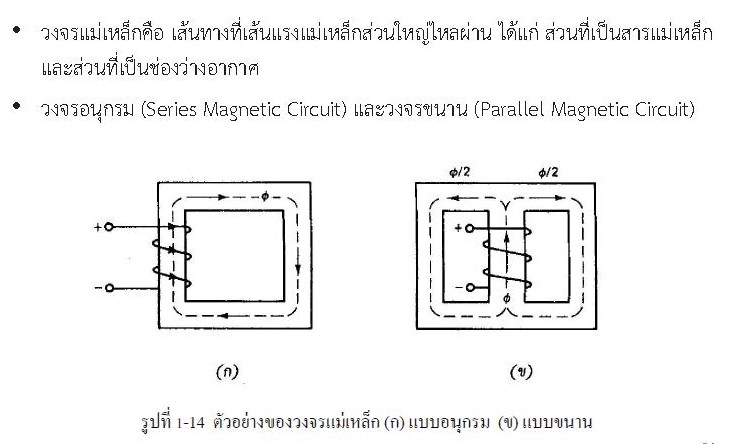 • วงจรแม่เหล็กคือ เส้นทางที่เส้นแรงแม่เหล็กส่วนใหญ่ไหลผ่าน ได้แก่ ส่วนที่เป็นสารแม่เหล็ก
และส่วนที่เป็นช่องว่างอากาศ
• วงจรอนุกรม (Series Magnetic Circuit) และวงจรขนาน (Parallel Magnetic Circuit)
ϕ/2 ϕ/2
ϕ
+ +
- -
ϕ
(ก) (ข)
รูปที่ 1-14 ตัวอย่างของวงจรแม่เหล็ก (ก) แบบอนุกรม (ข) แบบขนาน